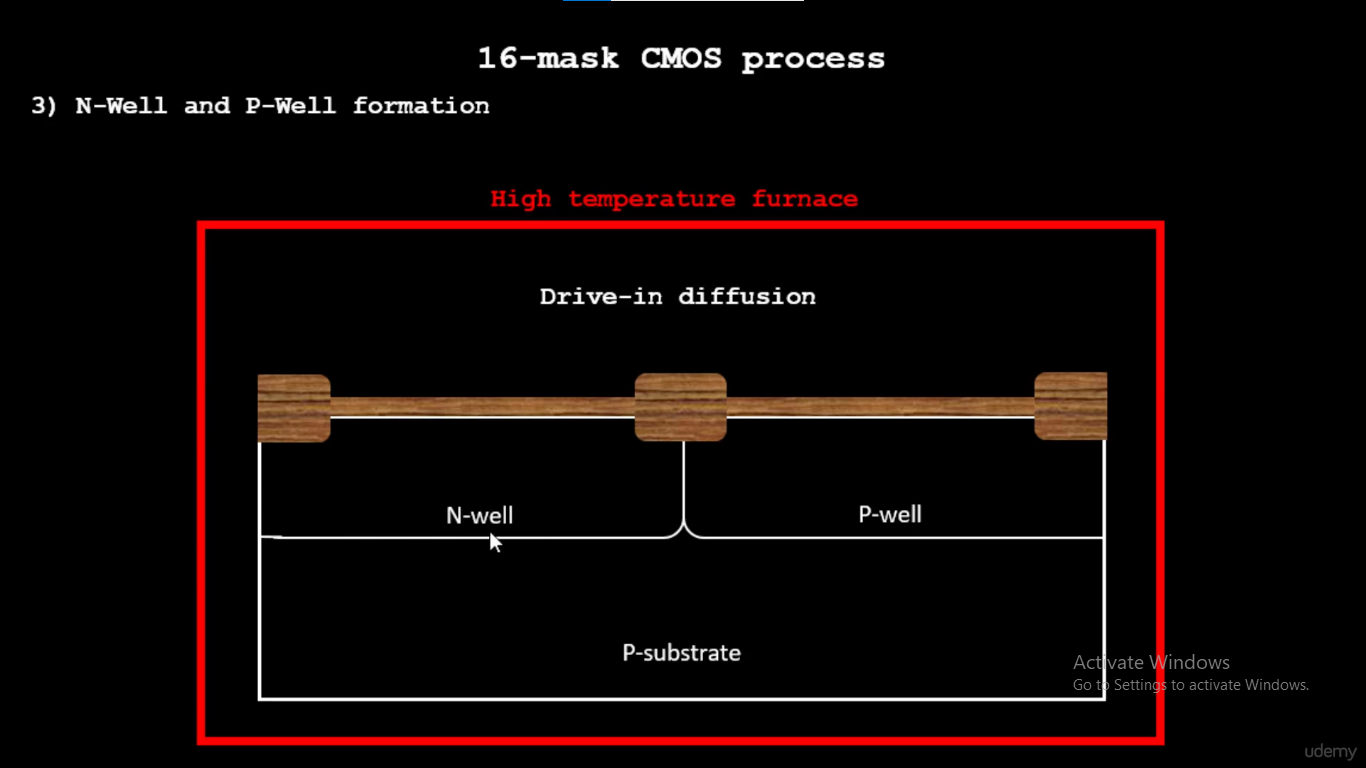 16-mask CMOS process
3) N-Well and P-Well formation
High temperature furnace
Drive-in diffusion
N-well
P-well
P-substrate
Activate Windows
Go to Settings to activate Windows.
udemy